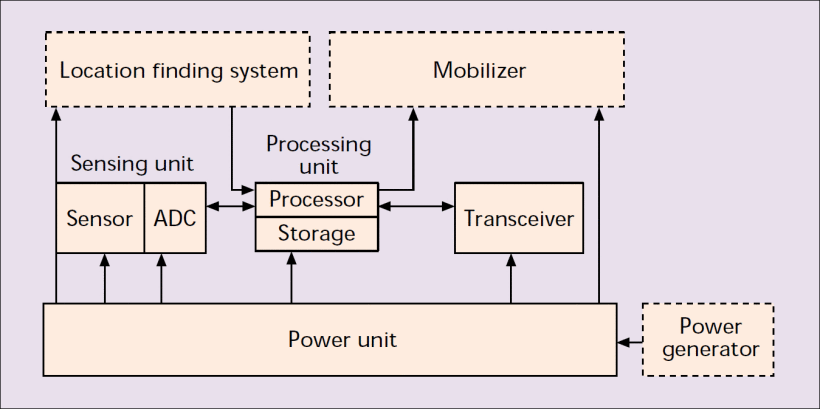 Location finding system
Mobilizer
Sensing unit
Processing
unit
Sensor
ADC
Processor
Storage
Transceiver
Power unit
Power
generator